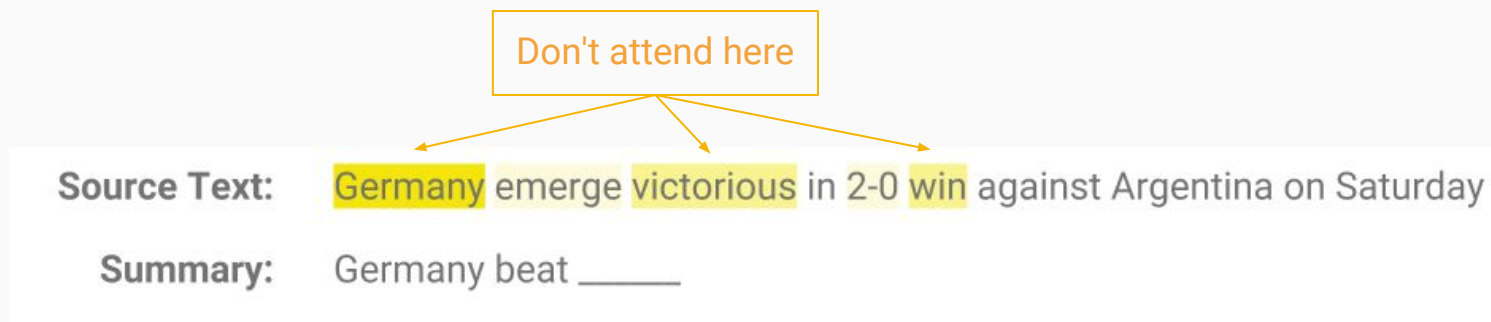 Don't attend here
Source Text: Germany emerge victorious in 2-0 win against Argentina on Saturday
Summary: Germany beat ______